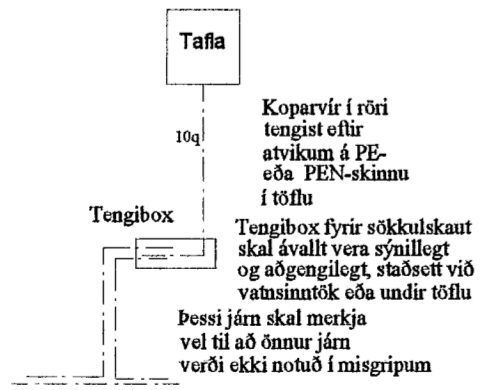 Tafla
Koparvír í röri
tengist eftir
atvikum á PE-
eða PEN-skinnu
í töflu
10q
Tengibox
Tengibox fyrir sökkulskaut
skal ávallt vera sýnillegt
og aðgengilegt, staðsett við
vatnsinntök eða undir töflu
Þessi járn skal merkja
vel til að önnur járn
verði ekki notuð í misgripum